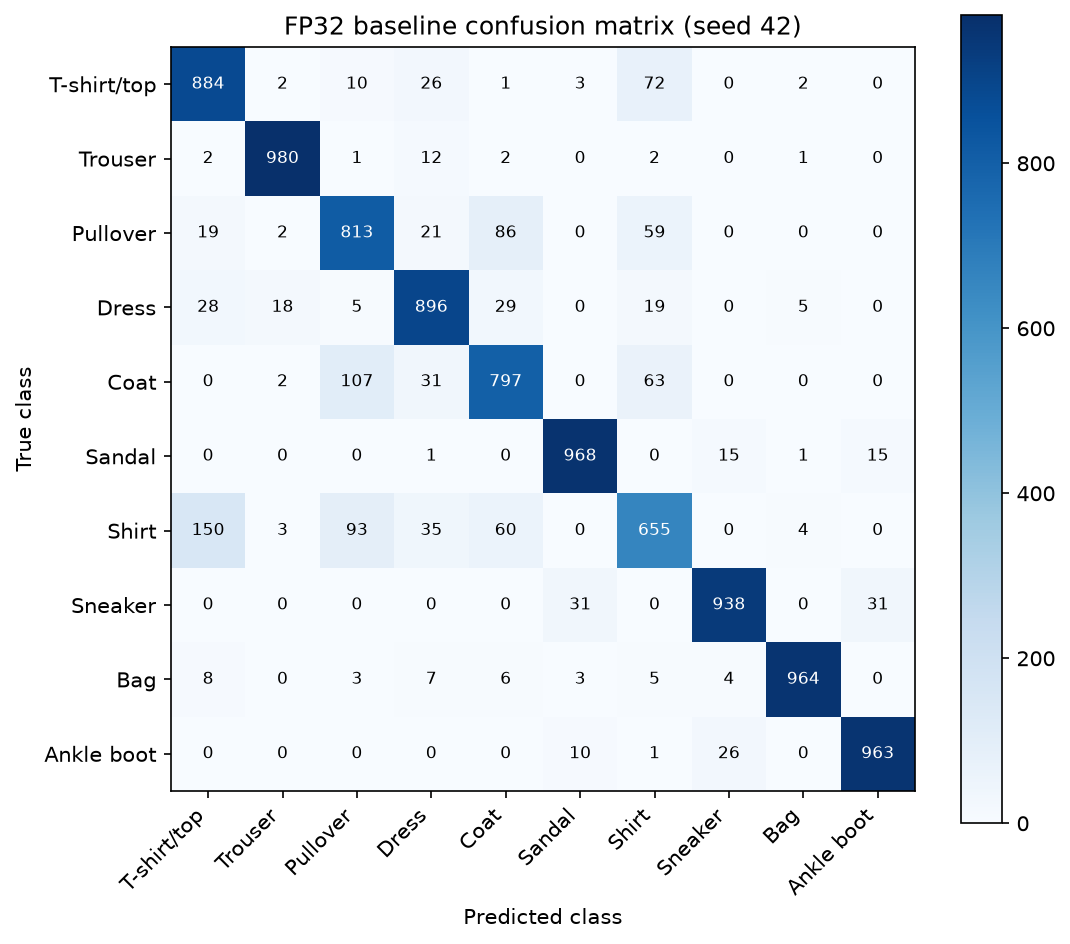 FP32 baseline confusion matrix (seed 42)
True class
T-shirt/top 884 2 10 26 1 3 72 0 2 0
Trouser 2 980 1 12 2 0 2 0 1 0
Pullover 19 2 813 21 86 0 59 0 0 0
Dress 28 18 5 896 29 0 19 0 5 0
Coat 0 2 107 31 797 0 63 0 0 0
Sandal 0 0 0 1 0 968 0 15 1 15
Shirt 150 3 93 35 60 0 655 0 4 0
Sneaker 0 0 0 0 0 31 0 938 0 31
Bag 8 0 3 7 6 3 5 4 964 0
Ankle boot 0 0 0 0 0 10 1 26 0 963
T-shirt/top Trouser Pullover Dress Coat Sandal Shirt Sneaker Bag Ankle boot
Predicted class
800
600
400
200
0